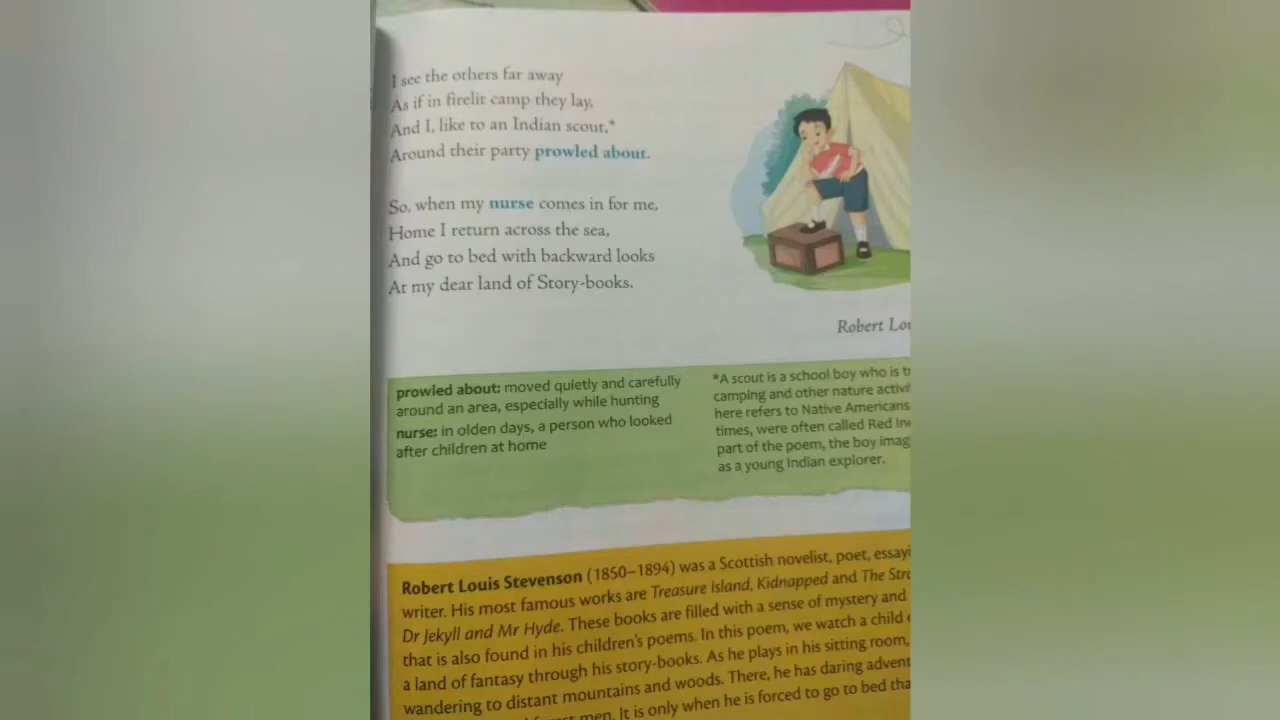 I see the others far away
As if in firelit camp they lay,
And I, like to an Indian scout,*
Around their party prowled about.
So, when my nurse comes in for me,
Home I return across the sea,
And go to bed with backward looks
At my dear land of Story-books.
Robert
prowled about: moved quietly and carefully
around an area, especially while hunting
nurse: in olden days, a person who looked
after children at home
*A scout is a school boy who is
camping and other nature
here refers to Native Americans
times, were often called Red
part of the poem, the boy
as a young Indian explorer.
Robert Louis Stevenson (1850–1894) was a Scottish novelist, poet,
writer. His most famous works are Treasure Island, Kidnapped and The
Dr Jekyll and Mr Hyde. These books are filled with a sense of mystery and
that is also found in his children's poems. In this poem, we watch a child
a land of fantasy through his story-books. As he plays in his sitting room,
wandering to distant mountains and woods. There, he has daring
men. It is only when he is forced to go to bed